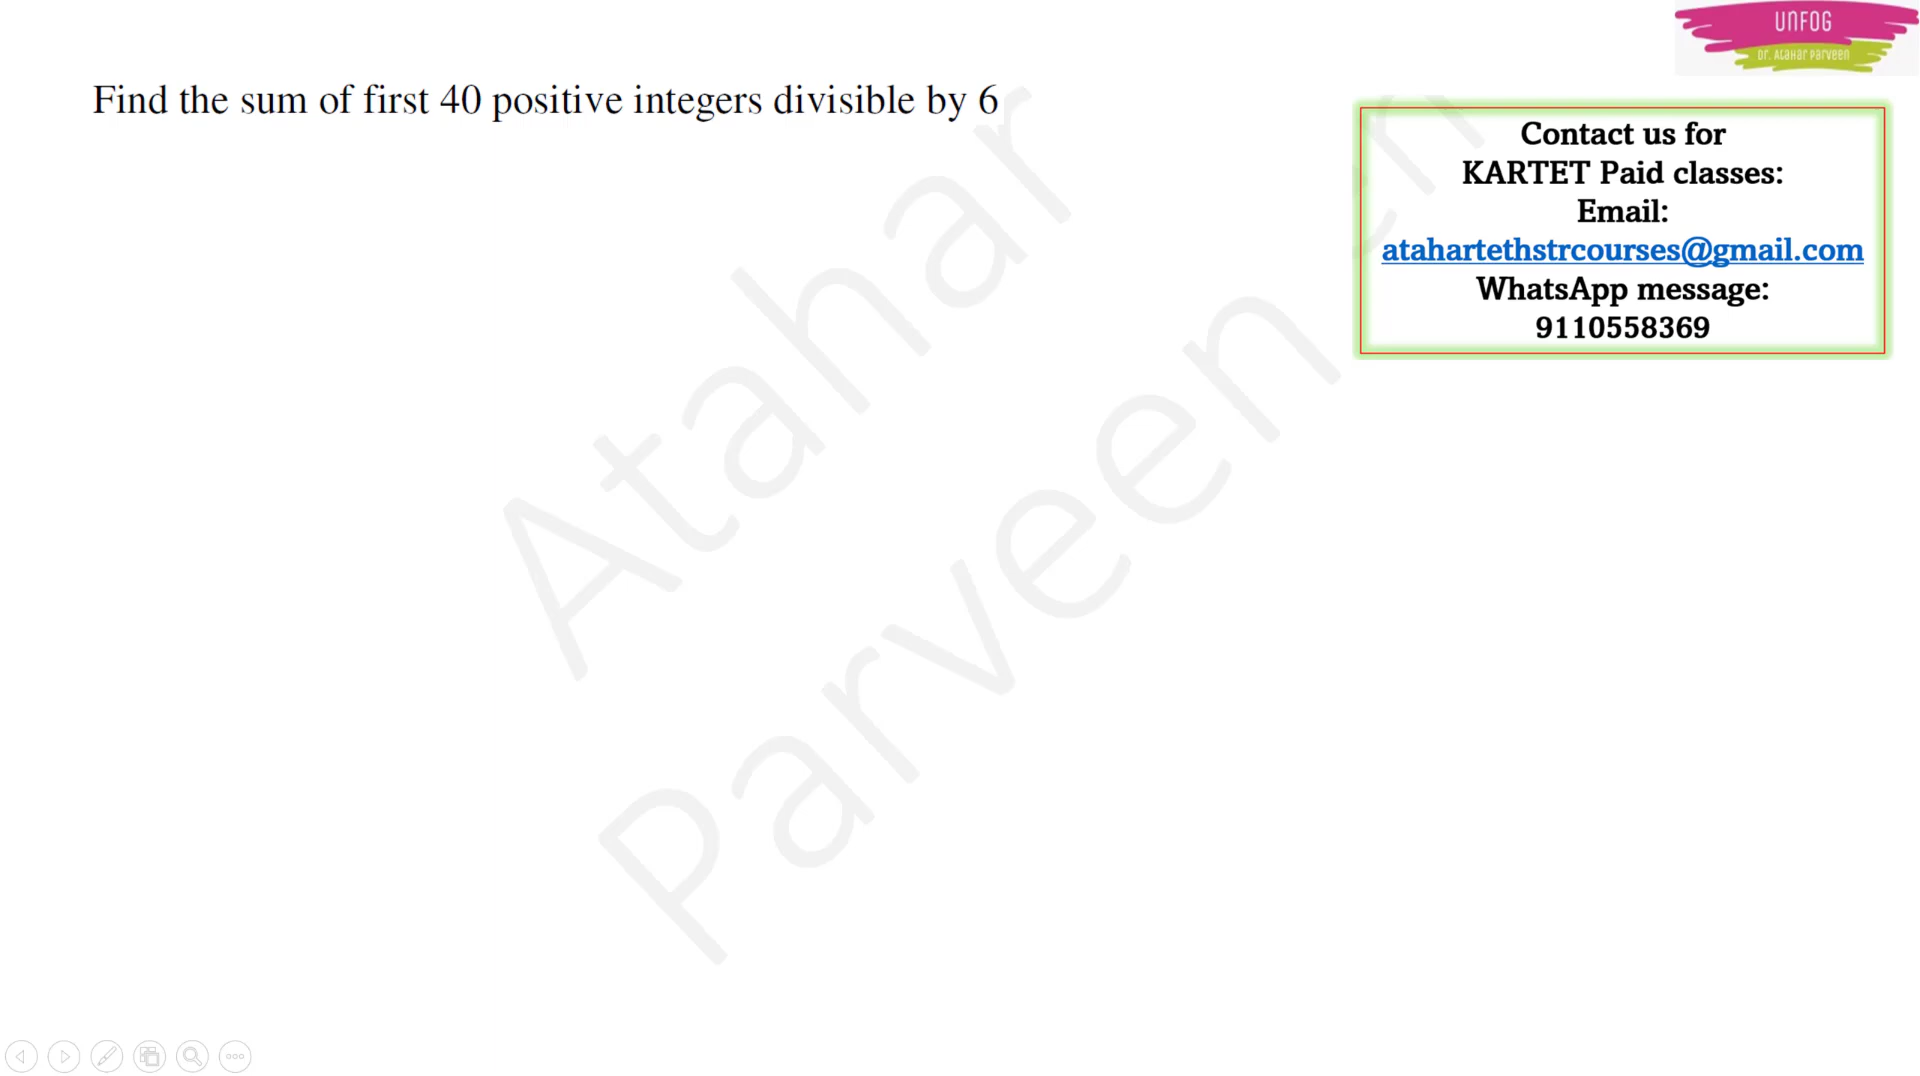 UNFOG
Dr. Atahar Parveen
Find the sum of first 40 positive integers divisible by 6
Contact us for
KARTET Paid classes:
Email:
atahartethstrcourses@gmail.com
WhatsApp message:
9110558369
Atahar
Parveen
en